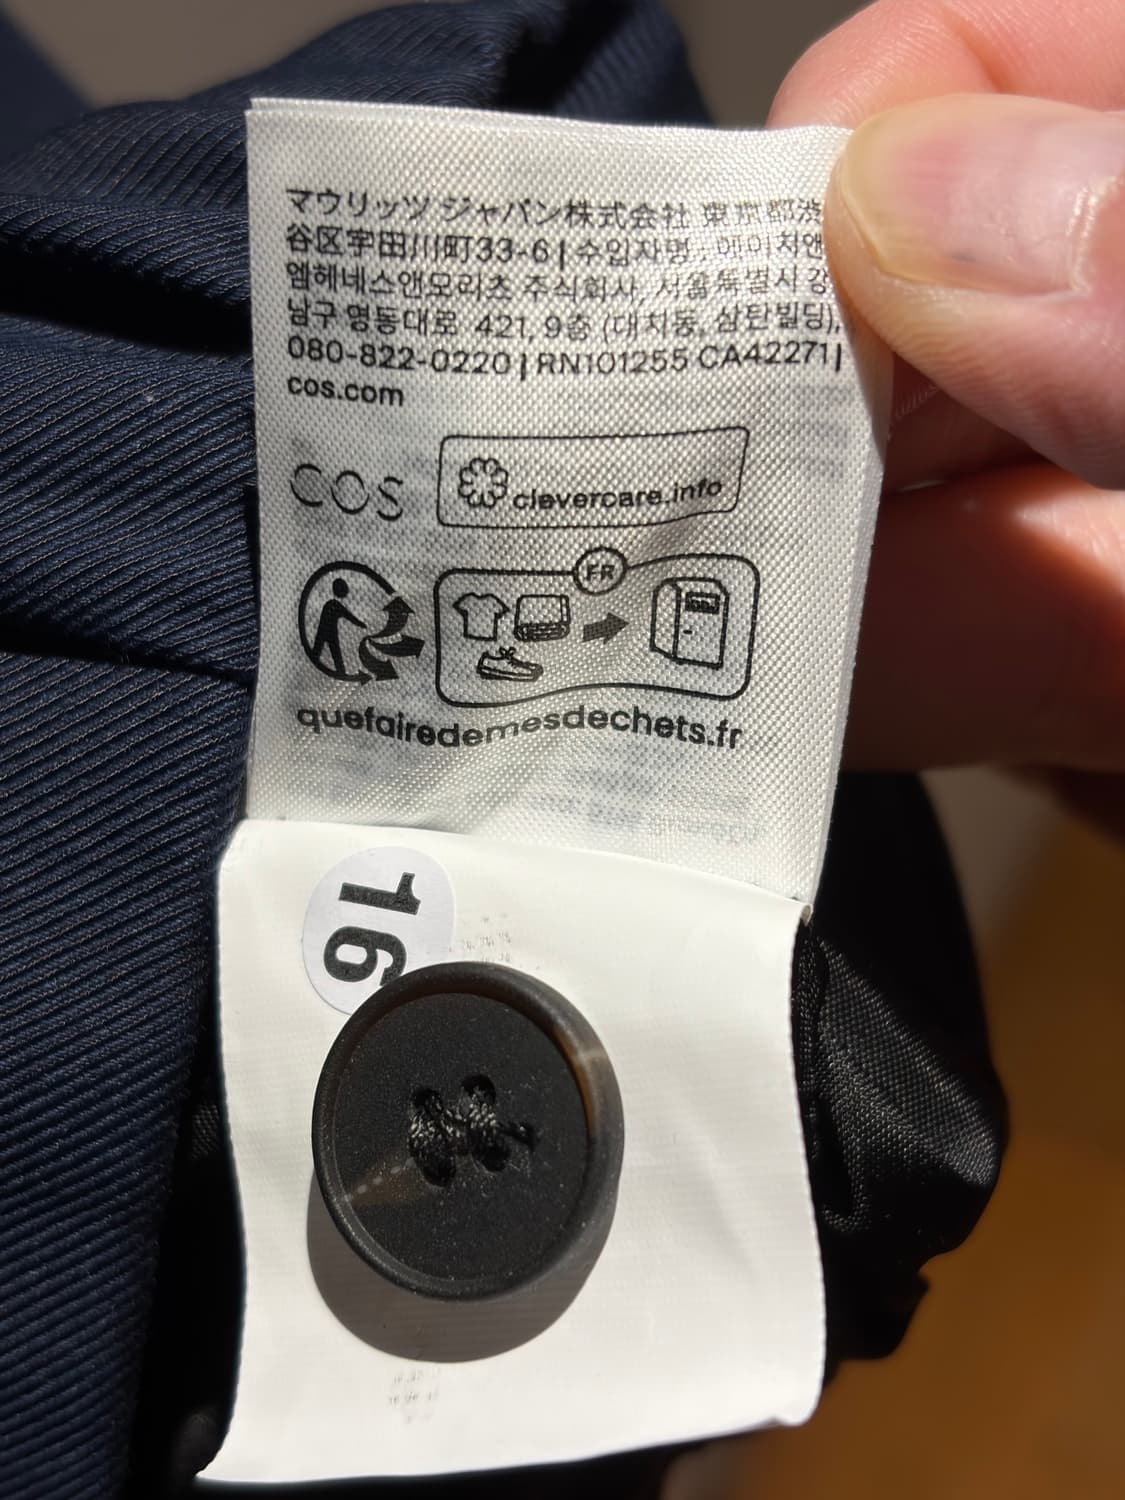 マウリッツ ジャパン株式会社 東京都渋
谷区宇田川町33-6 | 수입자명: 에이치앤
엠헤네스앤모리츠 주식회사, 서울특별시 강
남구 영동대로 421, 9층 (대치동, 삼탄빌딩),
080-822-0220 | RN101255 CA42271 |
cos.com
COS
clevercare.info
FR
quefairedemesdechets.fr
16